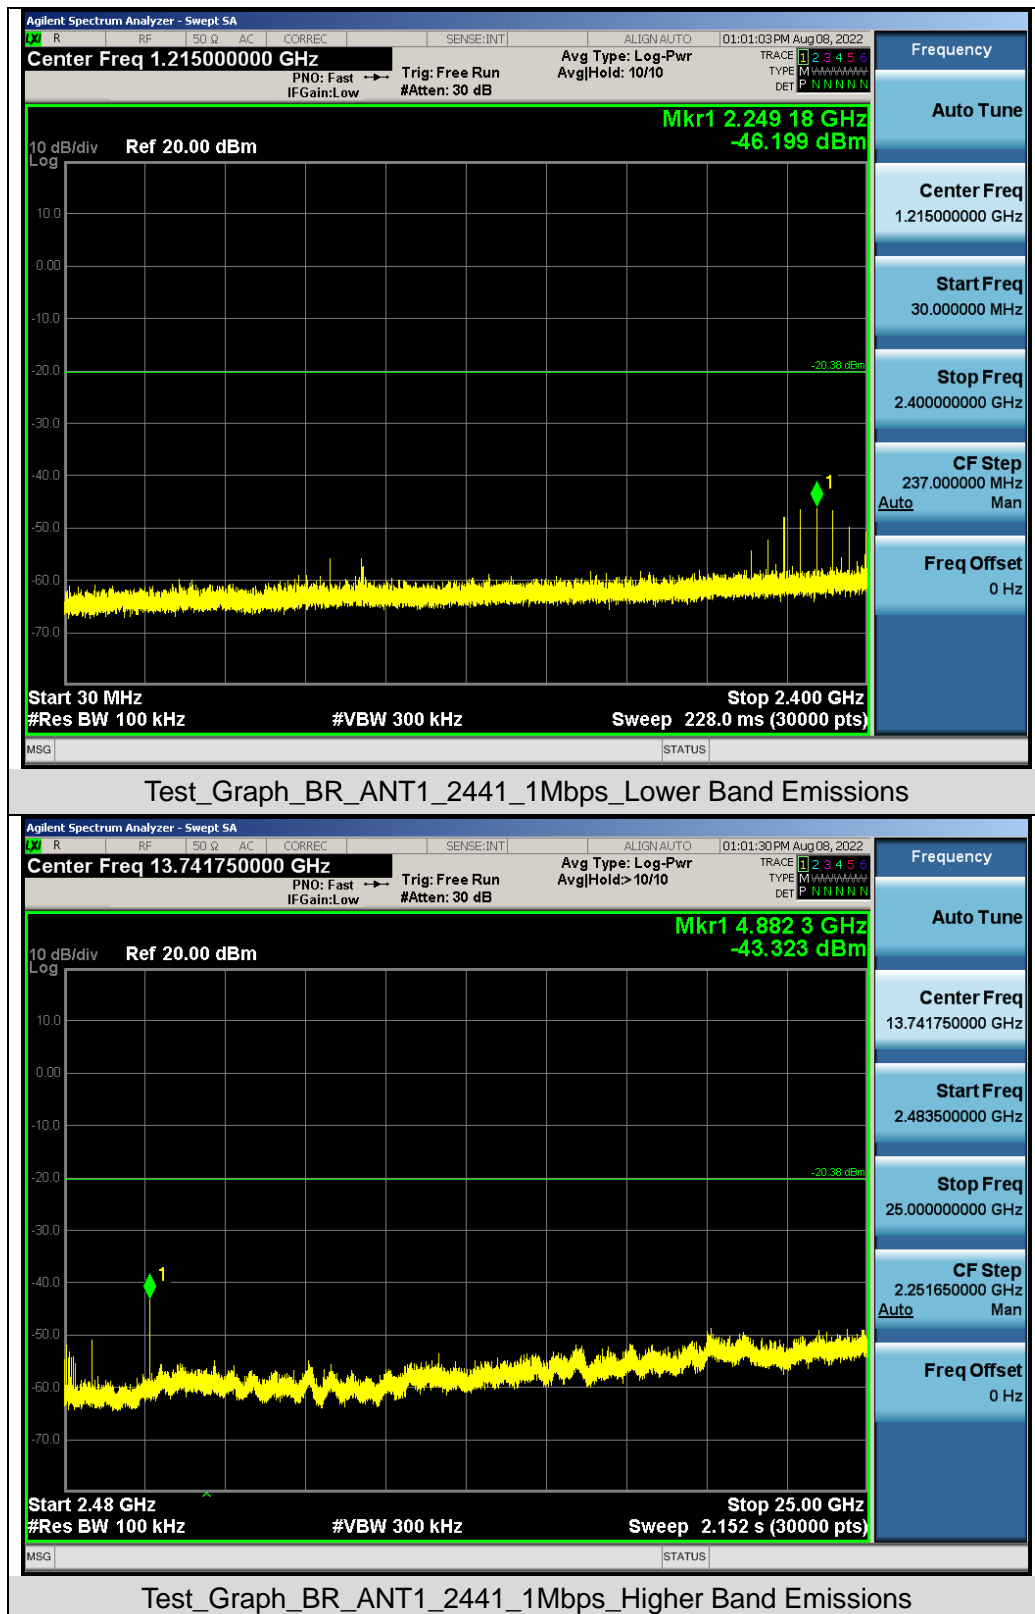 Agilent Spectrum Analyzer - Swept SA
LXI R RF 50 Ω AC CORREC SENSE:INT ALIGN AUTO 01:01:03 PM Aug 08, 2022
Center Freq 1.215000000 GHz
PNO: Fast
IFGain:Low
Trig: Free Run
#Atten: 30 dB
Avg Type: Log-Pwr
Avg|Hold: 10/10
TRACE 1 2 3 4 5 6
TYPE M
DET P N N N N N
Frequency
Mkr1 2.249 18 GHz
-46.199 dBm
10 dB/div Ref 20.00 dBm
Log
10.0
0.00
-10.0
-20.0
-20.38 dBm
-30.0
-40.0
1
-50.0
-60.0
-70.0
Start 30 MHz Stop 2.400 GHz
#Res BW 100 kHz #VBW 300 kHz Sweep 228.0 ms (30000 pts)
MSG STATUS
Auto Tune
Center Freq
1.215000000 GHz
Start Freq
30.000000 MHz
Stop Freq
2.400000000 GHz
CF Step
237.000000 MHz
Auto Man
Freq Offset
0 Hz
Test_Graph_BR_ANT1_2441_1Mbps_Lower Band Emissions
Agilent Spectrum Analyzer - Swept SA
LXI R RF 50 Ω AC CORREC SENSE:INT ALIGN AUTO 01:01:30 PM Aug 08, 2022
Center Freq 13.741750000 GHz
PNO: Fast
IFGain:Low
Trig: Free Run
#Atten: 30 dB
Avg Type: Log-Pwr
Avg|Hold:> 10/10
TRACE 1 2 3 4 5 6
TYPE M
DET P N N N N N
Frequency
Mkr1 4.882 3 GHz
-43.323 dBm
10 dB/div Ref 20.00 dBm
Log
10.0
0.00
-10.0
-20.0
-20.38 dBm
-30.0
-40.0
1
-50.0
-60.0
-70.0
Start 2.48 GHz Stop 25.00 GHz
#Res BW 100 kHz #VBW 300 kHz Sweep 2.152 s (30000 pts)
MSG STATUS
Auto Tune
Center Freq
13.741750000 GHz
Start Freq
2.483500000 GHz
Stop Freq
25.000000000 GHz
CF Step
2.251650000 GHz
Auto Man
Freq Offset
0 Hz
Test_Graph_BR_ANT1_2441_1Mbps_Higher Band Emissions